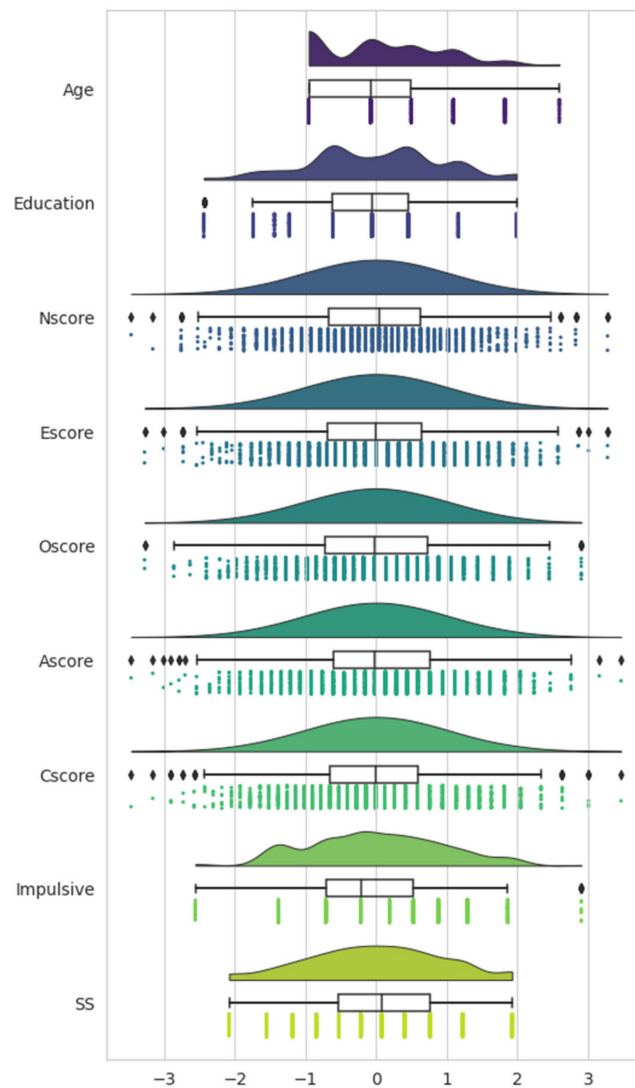 Age
Education
Nscore
Escore
Oscore
Ascore
Cscore
Impulsive
SS
−3 −2 −1 0 1 2 3